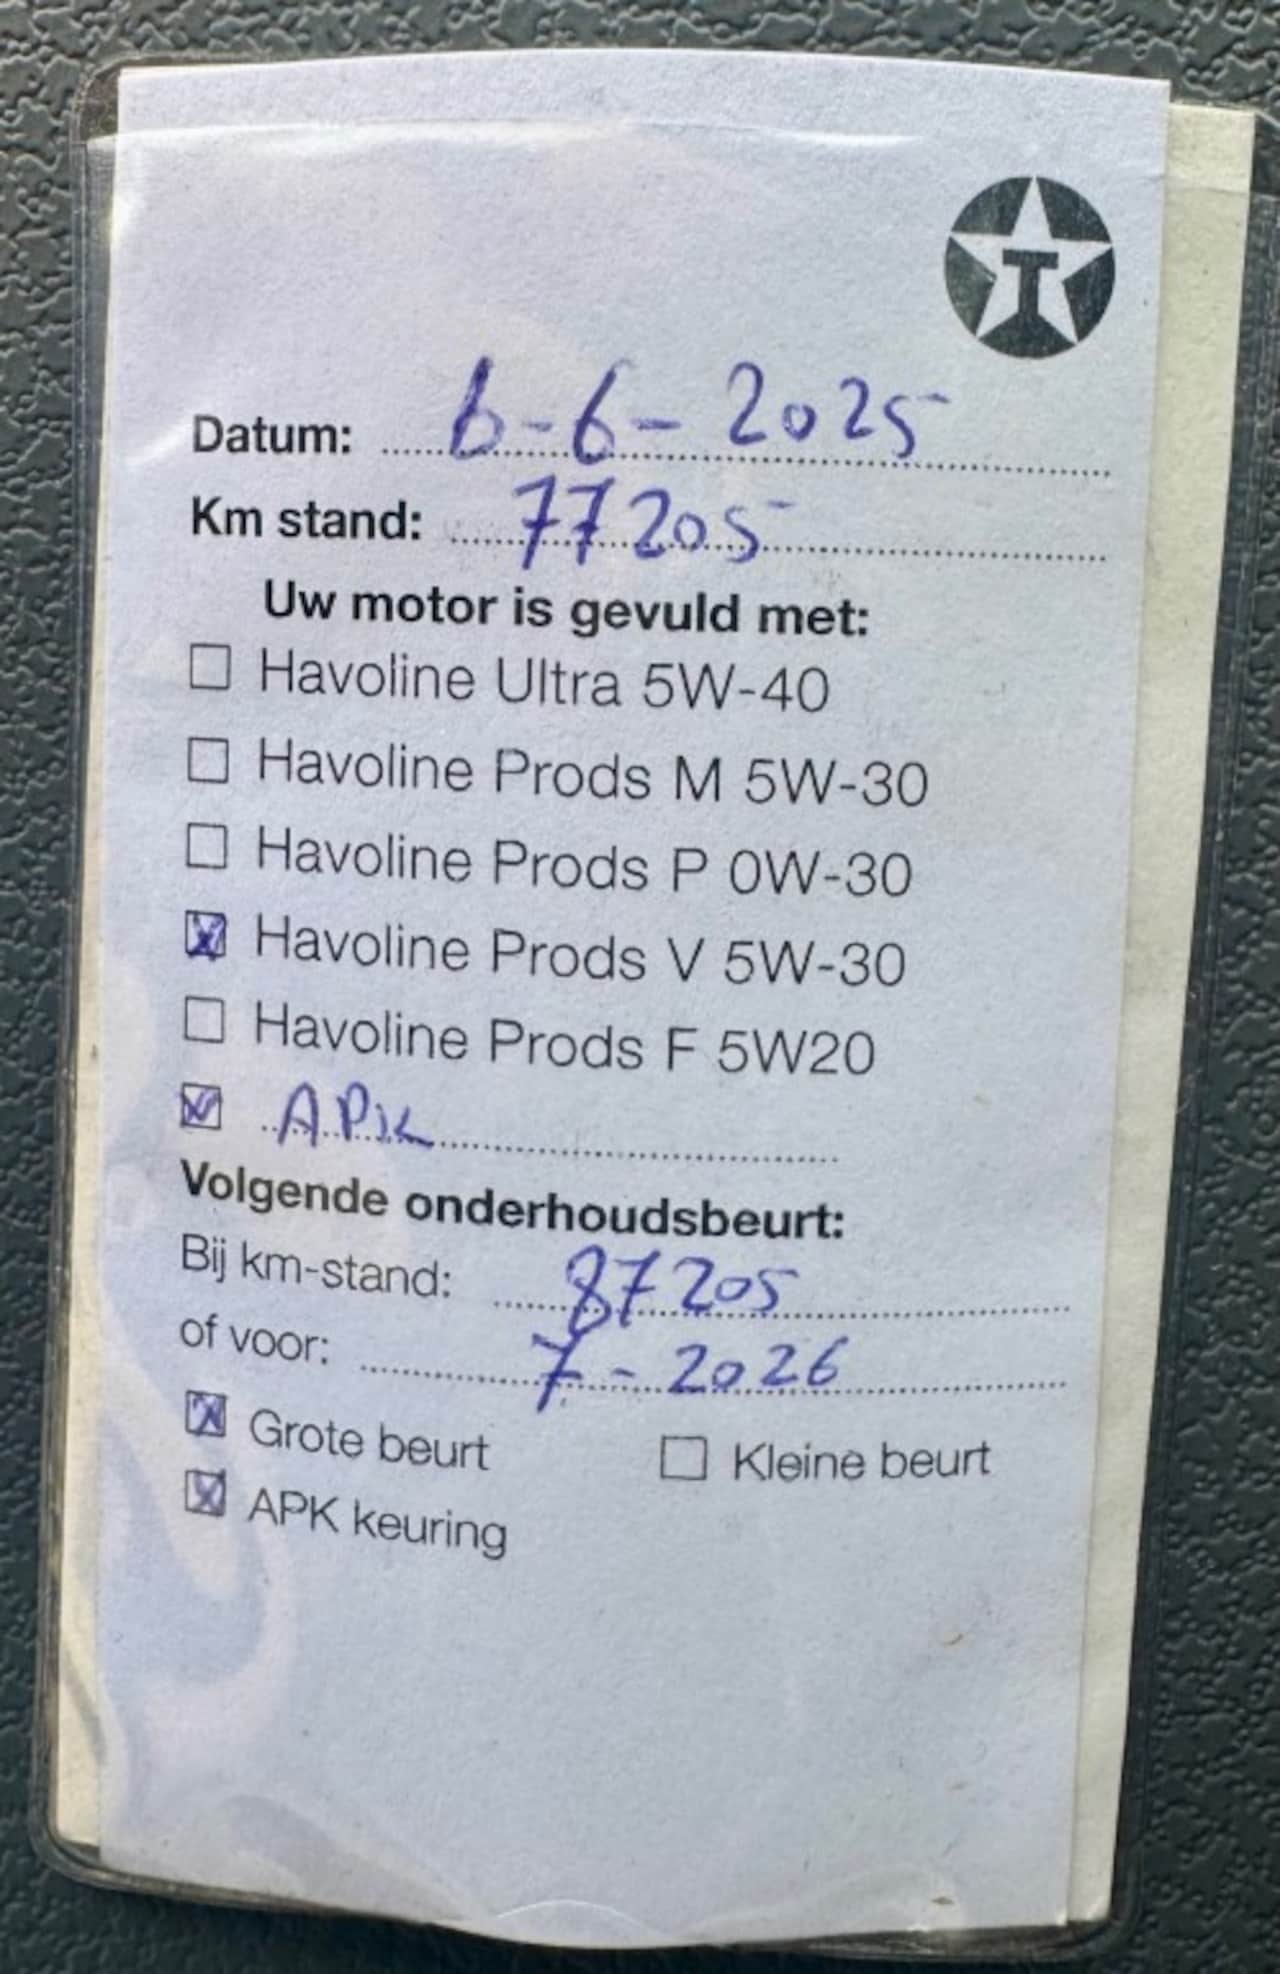 T
Datum: 6-6-2025
Km stand: 77205
Uw motor is gevuld met:
Havoline Ultra 5W-40
Havoline Prods M 5W-30
Havoline Prods P 0W-30
Havoline Prods V 5W-30
Havoline Prods F 5W20
APK
Volgende onderhoudsbeurt:
Bij km-stand: 87205
of voor: 7-2026
Grote beurt Kleine beurt
APK keuring